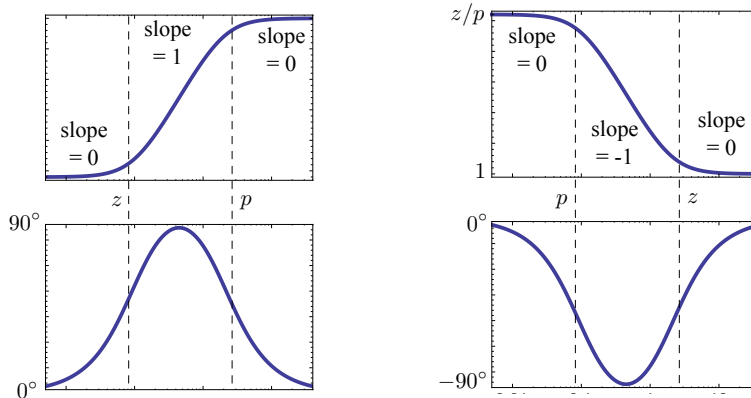 slope
= 1
slope
= 0
slope
= 0
z
p
90°
0°
z/p
slope
= 0
slope
= -1
slope
= 0
1
p
z
0°
−90°